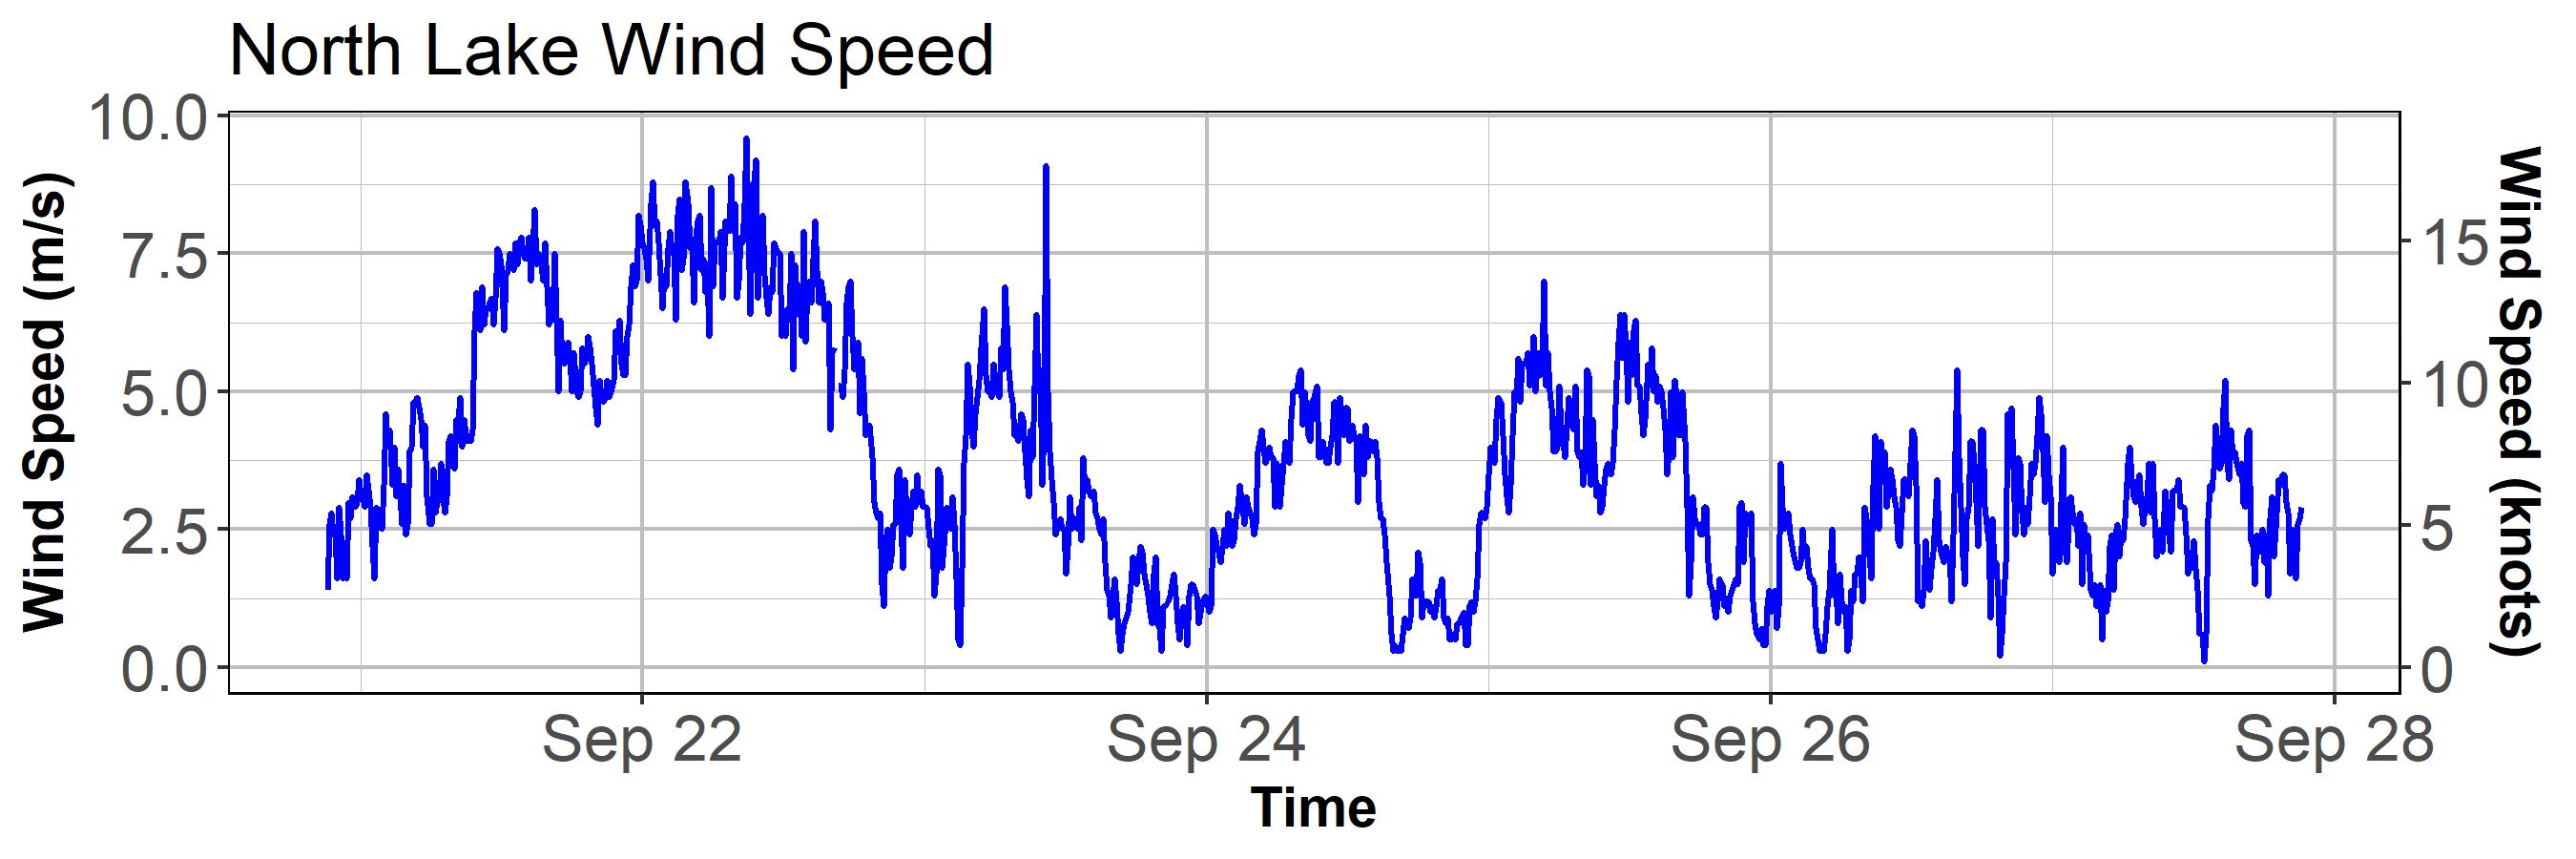 North Lake Wind Speed
10.0
7.5
5.0
2.5
0.0
Wind Speed (m/s)
15
10
5
0
Wind Speed (knots)
Sep 22
Sep 24
Sep 26
Sep 28
Time